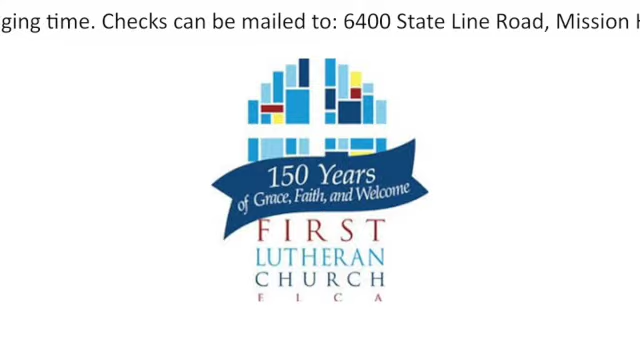 ging time. Checks can be mailed to: 6400 State Line Road, Mission H
150 Years
of Grace, Faith, and Welcome
FIRST
LUTHERAN
CHURCH
ELCA